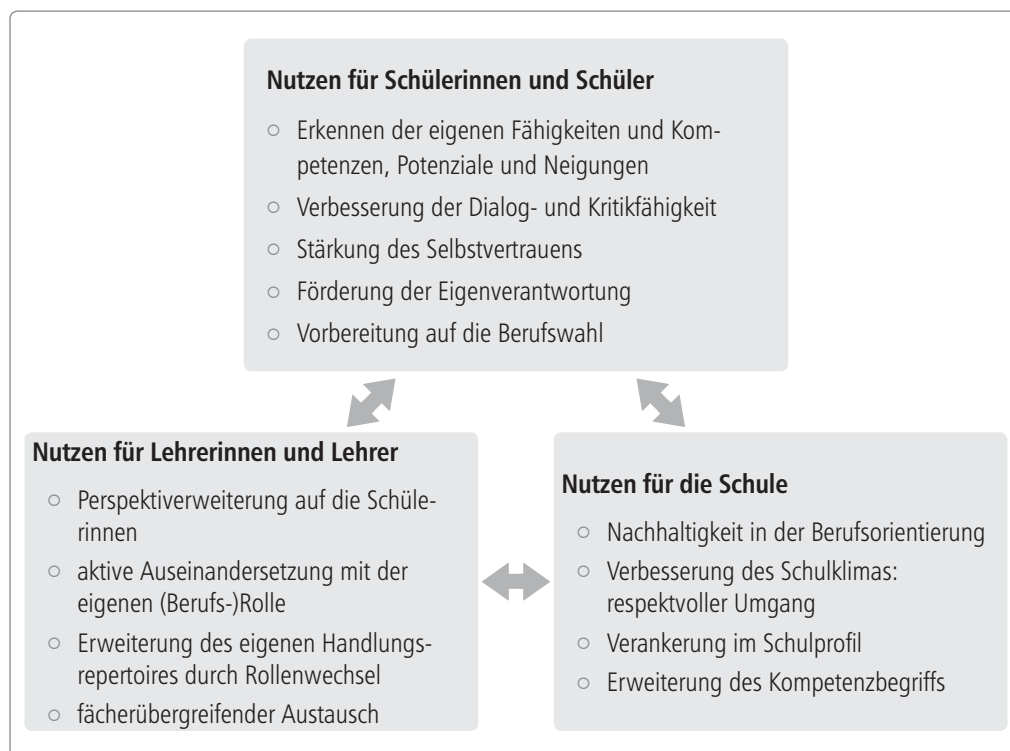 Nutzen für Schülerinnen und Schüler
○ Erkennen der eigenen Fähigkeiten und Kom-
petenzen, Potenziale und Neigungen
○ Verbesserung der Dialog- und Kritikfähigkeit
○ Stärkung des Selbstvertrauens
○ Förderung der Eigenverantwortung
○ Vorbereitung auf die Berufswahl
Nutzen für Lehrerinnen und Lehrer
○ Perspektiverweiterung auf die Schüle-
rinnen
○ aktive Auseinandersetzung mit der
eigenen (Berufs-)Rolle
○ Erweiterung des eigenen Handlungs-
repertoires durch Rollenwechsel
○ fächerübergreifender Austausch
Nutzen für die Schule
○ Nachhaltigkeit in der Berufsorientierung
○ Verbesserung des Schulklimas:
respektvoller Umgang
○ Verankerung im Schulprofil
○ Erweiterung des Kompetenzbegriffs